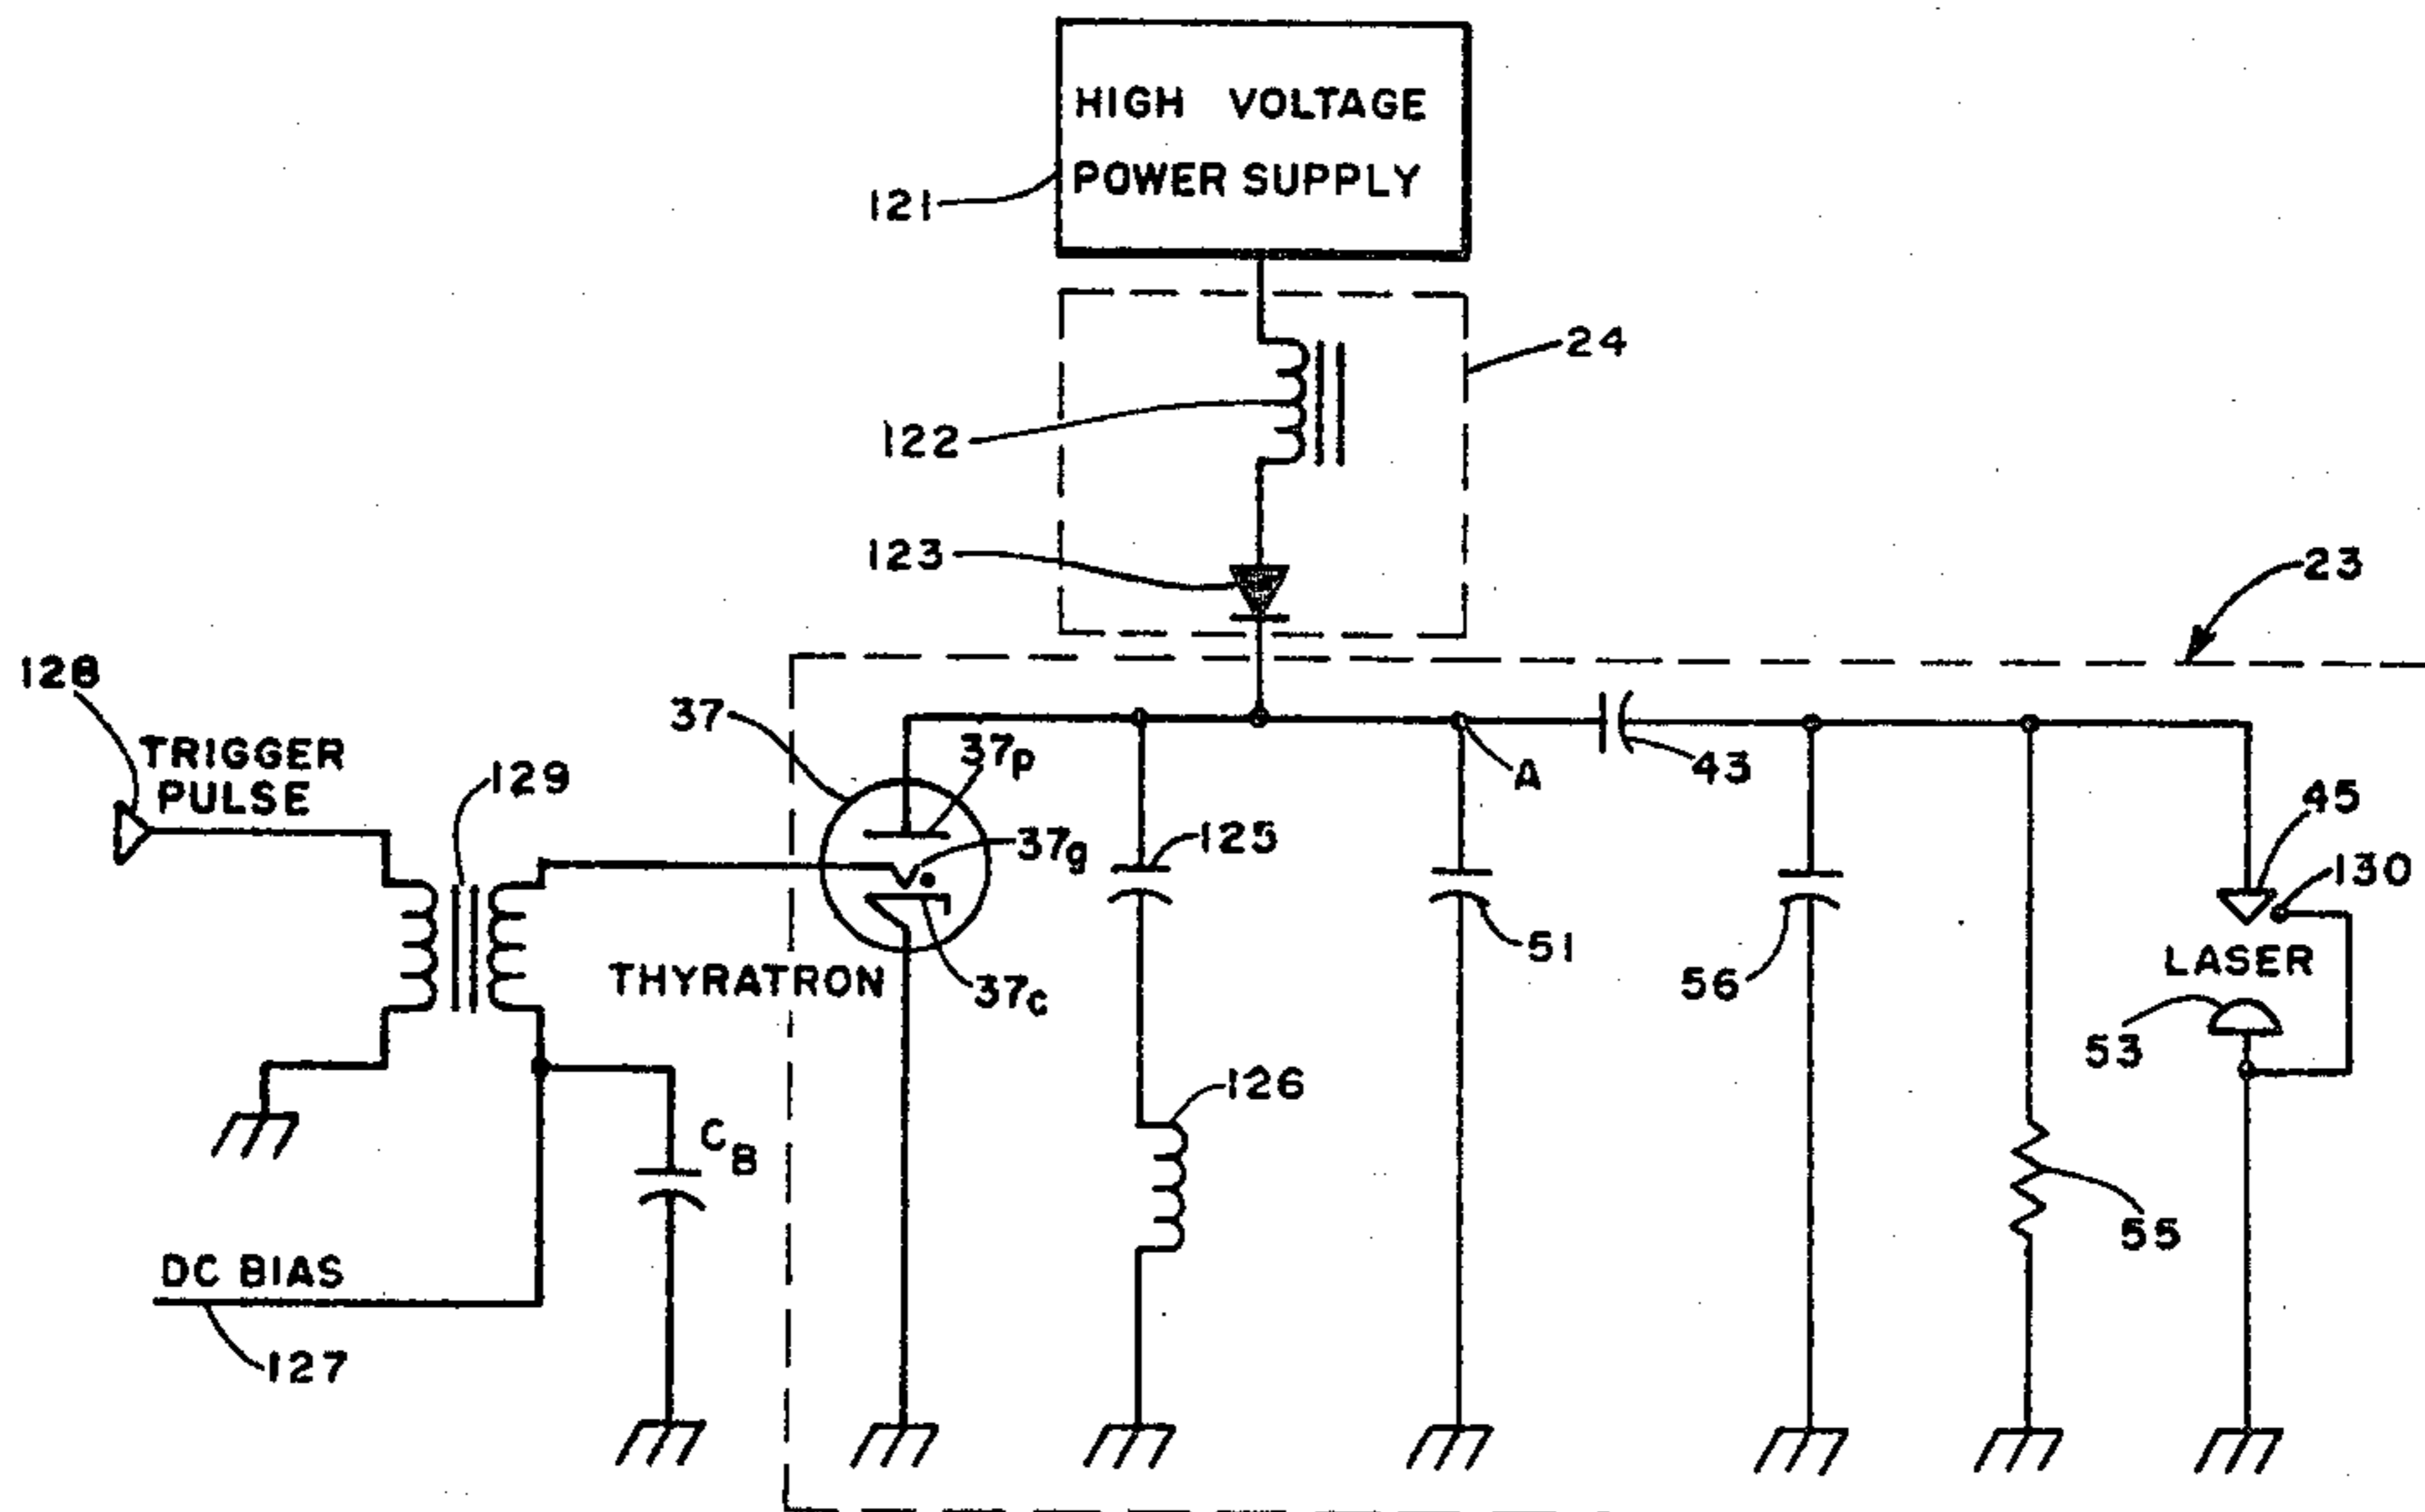 HIGH VOLTAGE
POWER SUPPLY
121
24
122
123
23
128
TRIGGER
PULSE
129
37
37p
37g
37c
THYRATRON
125
126
A
43
51
56
55
45
130
LASER
53
CB
DC BIAS
127